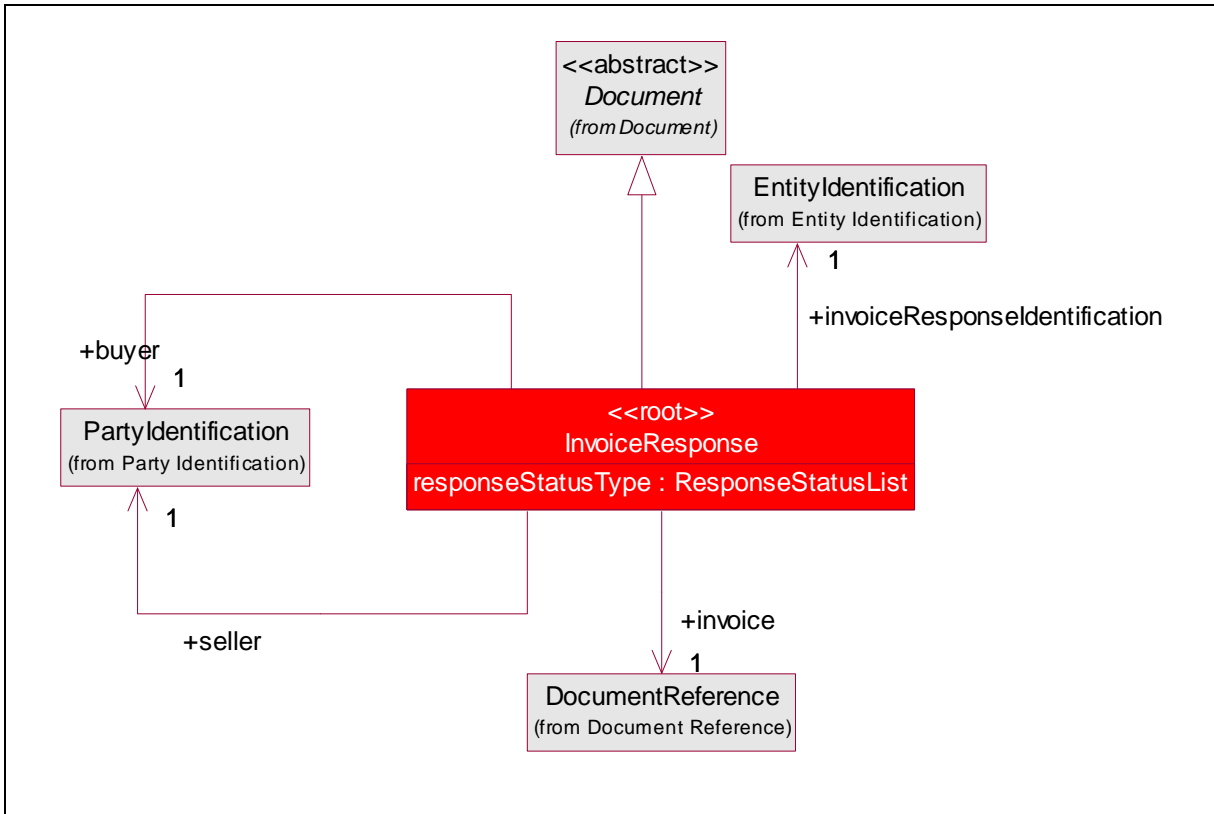 <<abstract>>
Document
(from Document)
EntityIdentification
(from Entity Identification)
1
+invoiceResponseIdentification
+buyer
1
PartyIdentification
(from Party Identification)
1
<<root>>
InvoiceResponse
responseStatusType : ResponseStatusList
+seller
+invoice
1
DocumentReference
(from Document Reference)